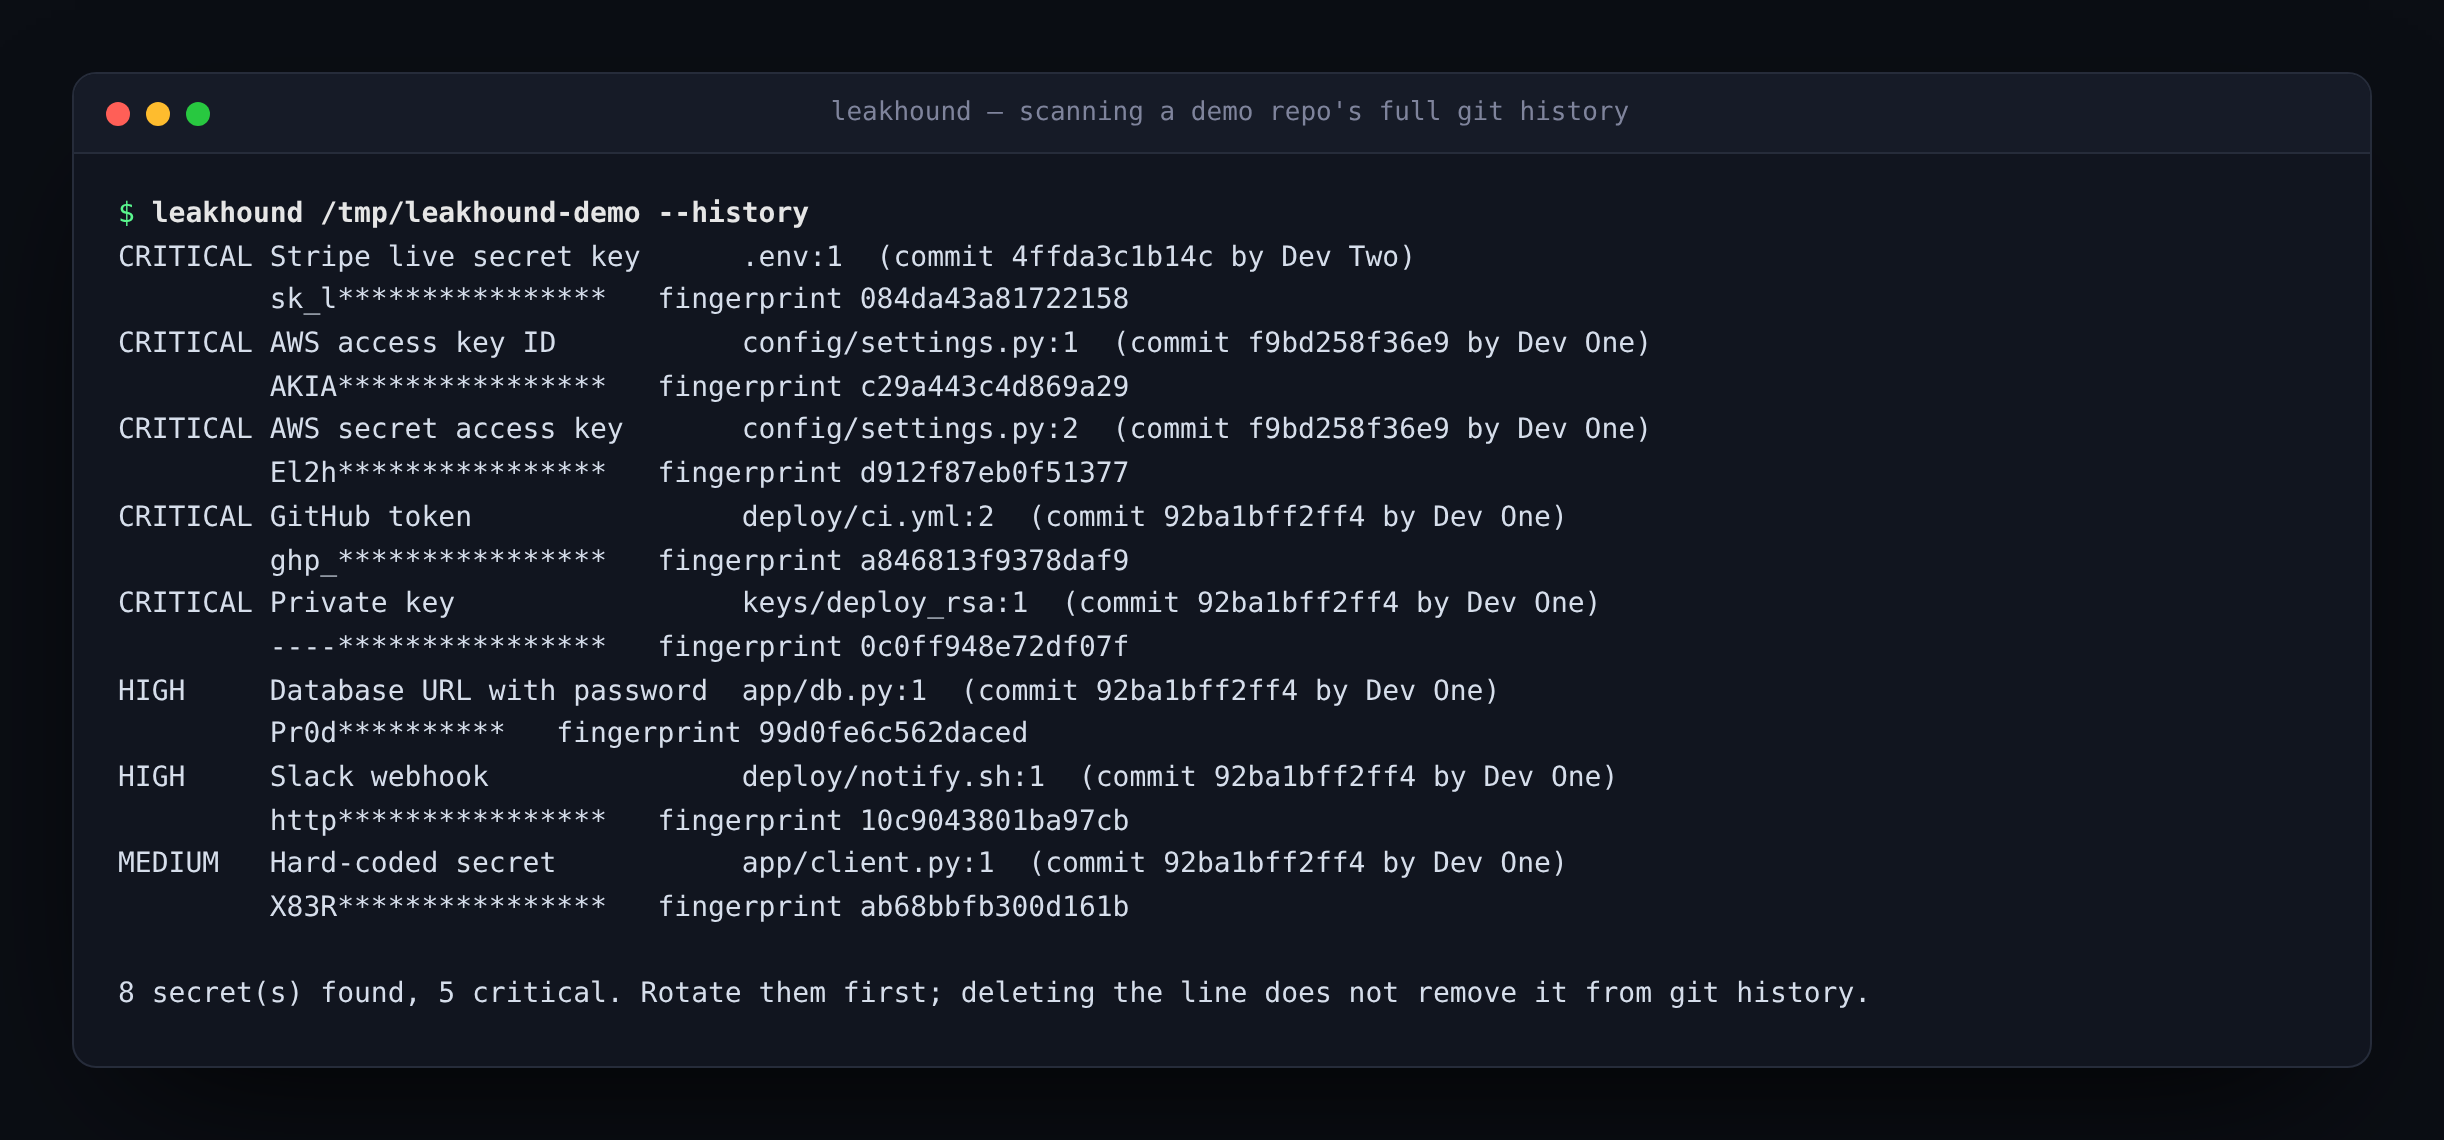 leakhound — scanning a demo repo's full git history
$ leakhound /tmp/leakhound-demo --history
CRITICAL Stripe live secret key      .env:1  (commit 4ffda3c1b14c by Dev Two)
         sk_l****************   fingerprint 084da43a81722158
CRITICAL AWS access key ID           config/settings.py:1  (commit f9bd258f36e9 by Dev One)
         AKIA****************   fingerprint c29a443c4d869a29
CRITICAL AWS secret access key       config/settings.py:2  (commit f9bd258f36e9 by Dev One)
         El2h****************   fingerprint d912f87eb0f51377
CRITICAL GitHub token                deploy/ci.yml:2  (commit 92ba1bff2ff4 by Dev One)
         ghp_****************   fingerprint a846813f9378daf9
CRITICAL Private key                 keys/deploy_rsa:1  (commit 92ba1bff2ff4 by Dev One)
         ----****************   fingerprint 0c0ff948e72df07f
HIGH     Database URL with password  app/db.py:1  (commit 92ba1bff2ff4 by Dev One)
         Pr0d**********   fingerprint 99d0fe6c562daced
HIGH     Slack webhook               deploy/notify.sh:1  (commit 92ba1bff2ff4 by Dev One)
         http****************   fingerprint 10c9043801ba97cb
MEDIUM   Hard-coded secret           app/client.py:1  (commit 92ba1bff2ff4 by Dev One)
         X83R****************   fingerprint ab68bbfb300d161b
8 secret(s) found, 5 critical. Rotate them first; deleting the line does not remove it from git history.